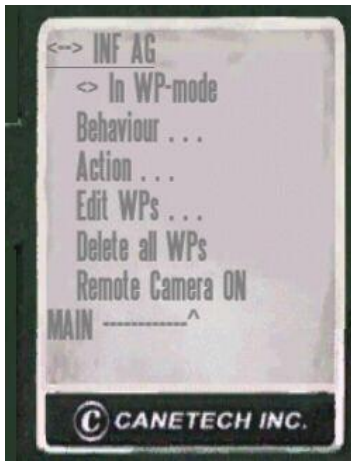 <--> INF AG
<> In WP-mode
Behaviour . . .
Action . . .
Edit WPs . . .
Delete all WPs
Remote Camera ON
MAIN ------------^
© CANETECH INC.